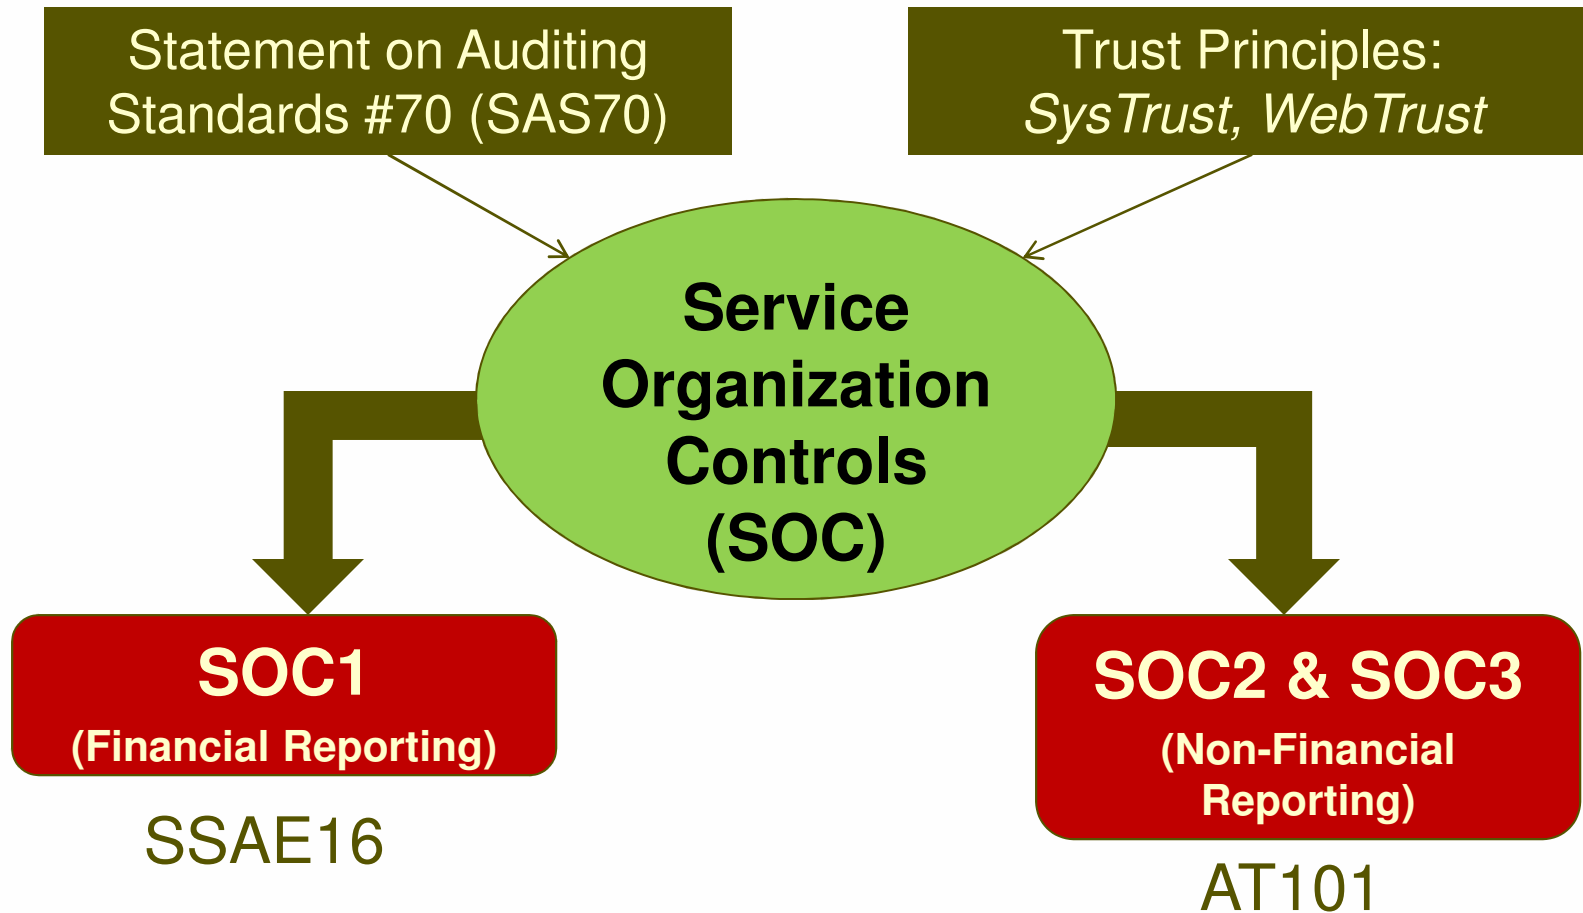 Statement on Auditing
Standards #70 (SAS70)
Trust Principles:
SysTrust, WebTrust
Service
Organization
Controls
(SOC)
SOC1
(Financial Reporting)
SSAE16
SOC2 & SOC3
(Non-Financial
Reporting)
AT101